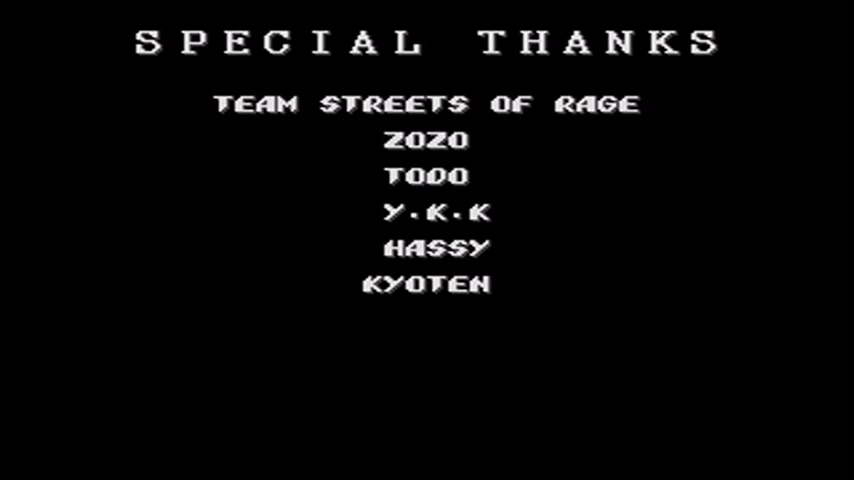 SPECIAL THANKS
TEAM STREETS OF RAGE
ZOZO
TODO
Y.K.K
HASSY
KYOTEN